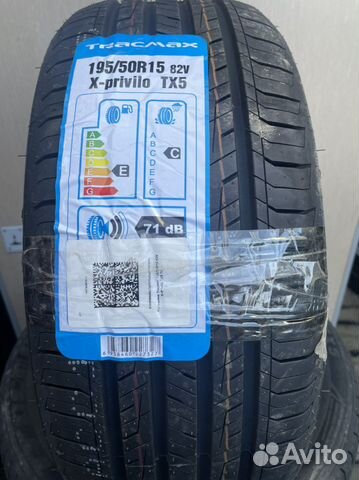 TRACMAX
195/50R15 82V
X-privilo TX5
A
B
C
D
E
F
G
E
A
B
C
D
E
F
G
C
71 dB
Avito